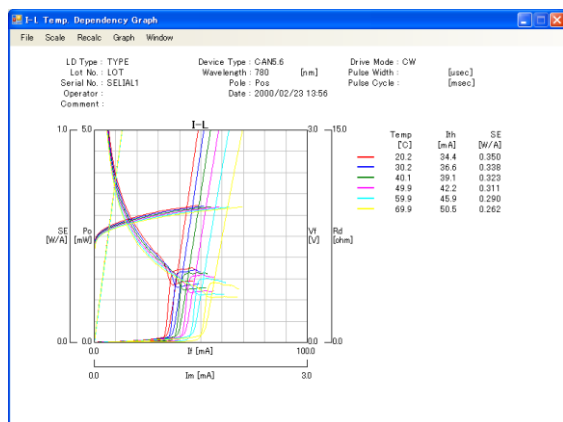 I-L Temp. Dependency Graph
File Scale Recalc Graph Window
LD Type : TYPE Device Type : CAN5.6 Drive Mode : CW
Lot No. : LOT Wavelength : 780 [nm] Pulse Width : [usec]
Serial No. : SELIAL1 Pole : Pos Pulse Cycle : [msec]
Operator : Date : 2000/02/23 13:56
Comment :
I-L
1.0 5.0 3.0 15.0
Temp Ith SE
[C] [mA] [W/A]
20.2 34.4 0.350
30.2 36.6 0.338
40.1 39.1 0.323
49.9 42.2 0.311
59.9 45.9 0.290
69.9 50.5 0.262
SE Po Vf Rd
[W/A] [mW] [V] [ohm]
0.0 0.0 0.0 0.0
0.0 If [mA] 100.0
0.0 Im [mA] 3.0